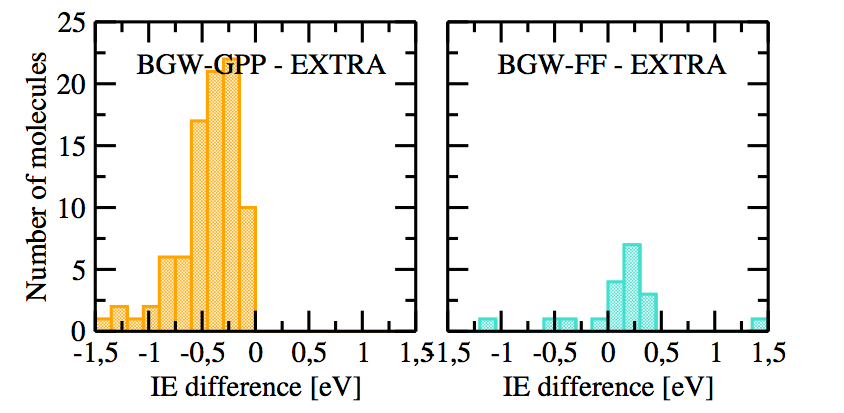 25
20
15
10
5
0
Number of molecules
BGW-GPP - EXTRA
BGW-FF - EXTRA
-1,5 -1 -0,5 0 0,5 1 1,5
-1,5 -1 -0,5 0 0,5 1 1,5
IE difference [eV]
IE difference [eV]